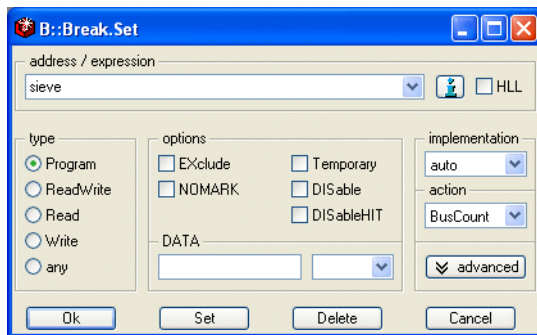 B::Break.Set
address / expression
sieve
HLL
type
options
implementation
Program
EXclude
Temporary
auto
ReadWrite
NOMARK
DISable
action
Read
DISableHIT
BusCount
Write
DATA
any
advanced
Ok
Set
Delete
Cancel